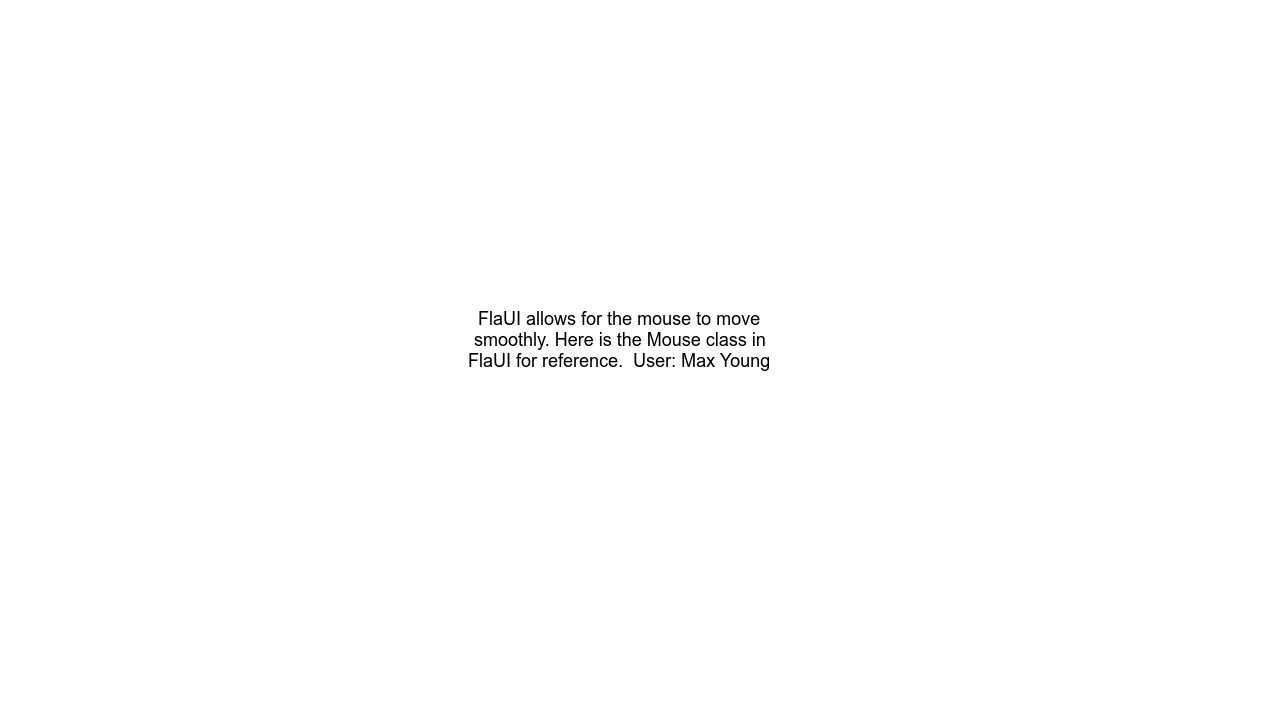 FlaUI allows for the mouse to move
smoothly. Here is the Mouse class in
FlaUI for reference.  User: Max Young